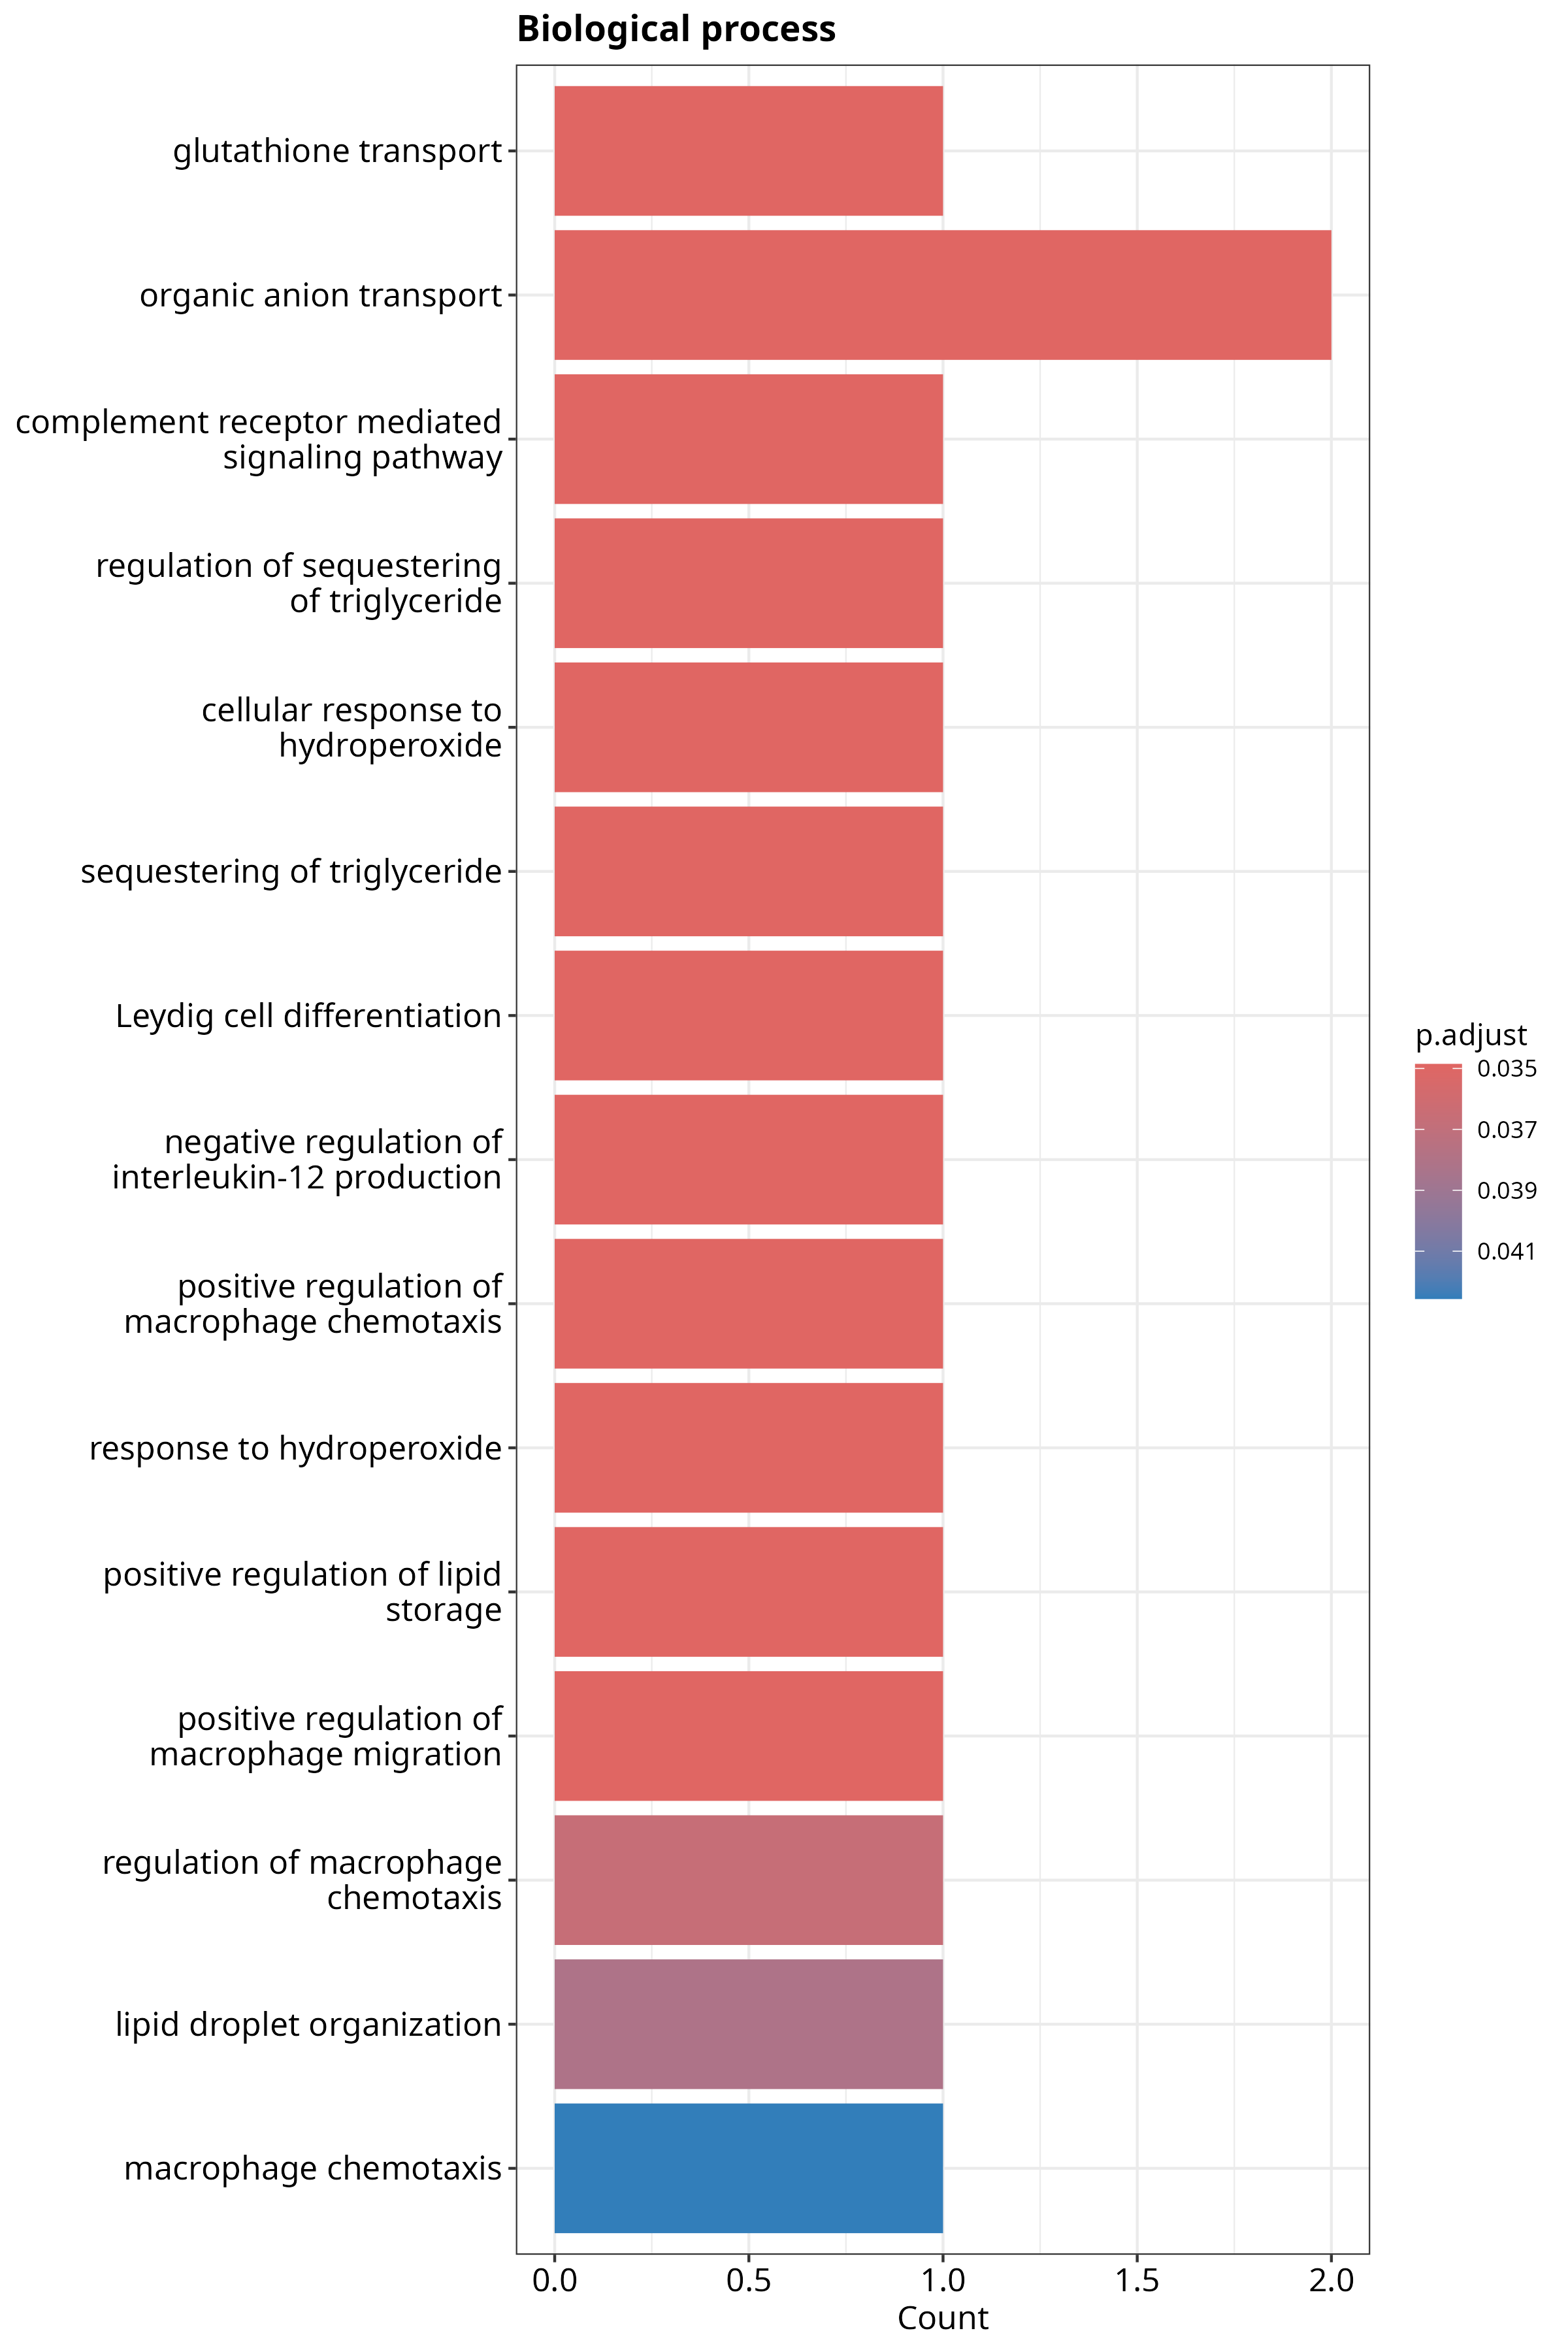 Biological process
glutathione transport
organic anion transport
complement receptor mediated
signaling pathway
regulation of sequestering
of triglyceride
cellular response to
hydroperoxide
sequestering of triglyceride
Leydig cell differentiation
negative regulation of
interleukin-12 production
positive regulation of
macrophage chemotaxis
response to hydroperoxide
positive regulation of lipid
storage
positive regulation of
macrophage migration
regulation of macrophage
chemotaxis
lipid droplet organization
macrophage chemotaxis
0.0 0.5 1.0 1.5 2.0
Count
p.adjust
0.035
0.037
0.039
0.041